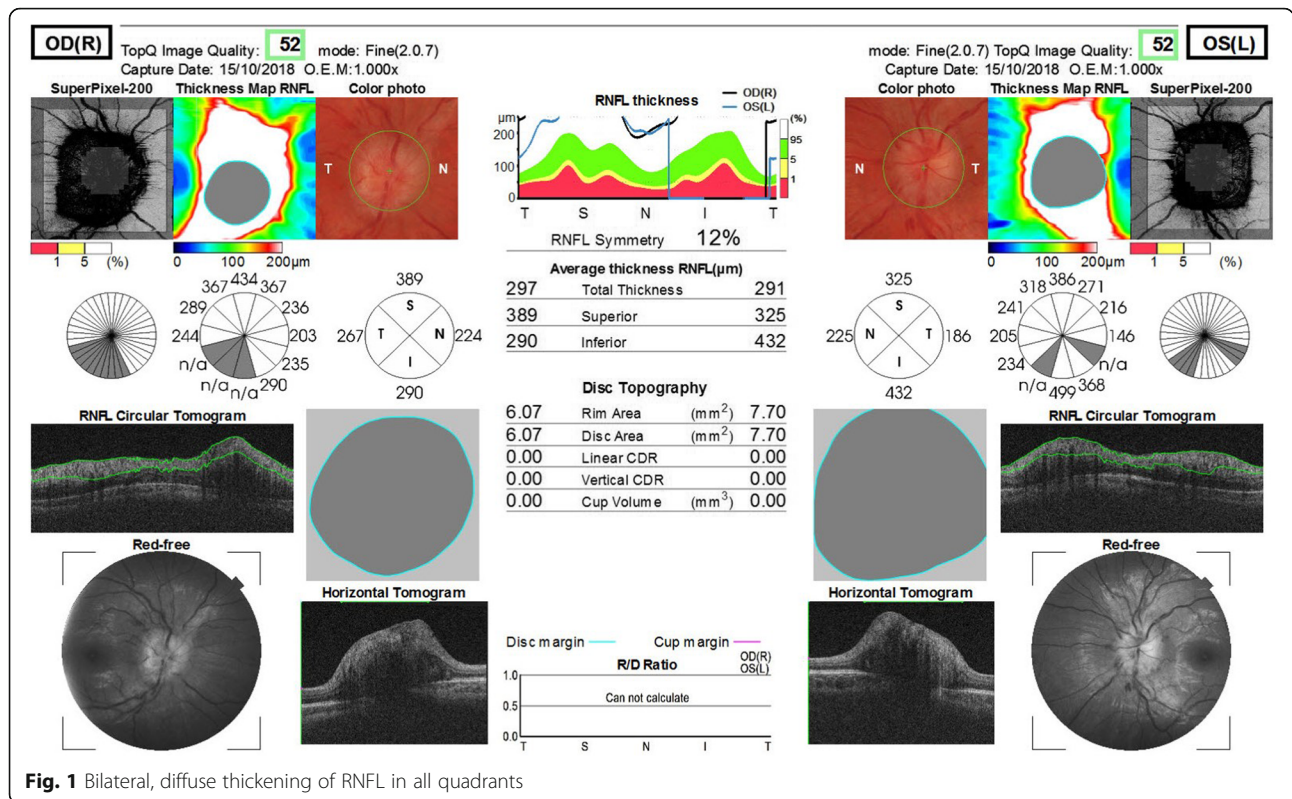 OD(R) TopQ Image Quality: 52 mode: Fine(2.0.7)
Capture Date: 15/10/2018 O.E.M:1.000x
mode: Fine(2.0.7) TopQ Image Quality: 52 OS(L)
Capture Date: 15/10/2018 O.E.M:1.000x
SuperPixel-200 Thickness Map RNFL Color photo
T N
1 5 (%)
0 100 200μm
RNFL thickness
OD(R)
OS(L)
μm
200
100
0
(%)
95
5
1
T S N I T
Color photo Thickness Map RNFL SuperPixel-200
N T
0 100 200μm
1 5 (%)
RNFL Symmetry 12%
Average thickness RNFL(μm)
297 Total Thickness 291
389 Superior 325
290 Inferior 432
367 434 367
289 236
244 203
n/a 235
n/a n/a 290
389
S
267 T N 224
I
290
325
S
225 N T 186
I
432
318 386 271
241 216
205 146
234 n/a
n/a 499 368
Disc Topography
6.07 Rim Area (mm²) 7.70
6.07 Disc Area (mm²) 7.70
0.00 Linear CDR 0.00
0.00 Vertical CDR 0.00
0.00 Cup Volume (mm³) 0.00
RNFL Circular Tomogram
Red-free
Horizontal Tomogram
RNFL Circular Tomogram
Red-free
Horizontal Tomogram
Disc margin Cup margin OD(R)
R/D Ratio OS(L)
1.0
Can not calculate
0.5
0.0
T S N I T
Fig. 1 Bilateral, diffuse thickening of RNFL in all quadrants